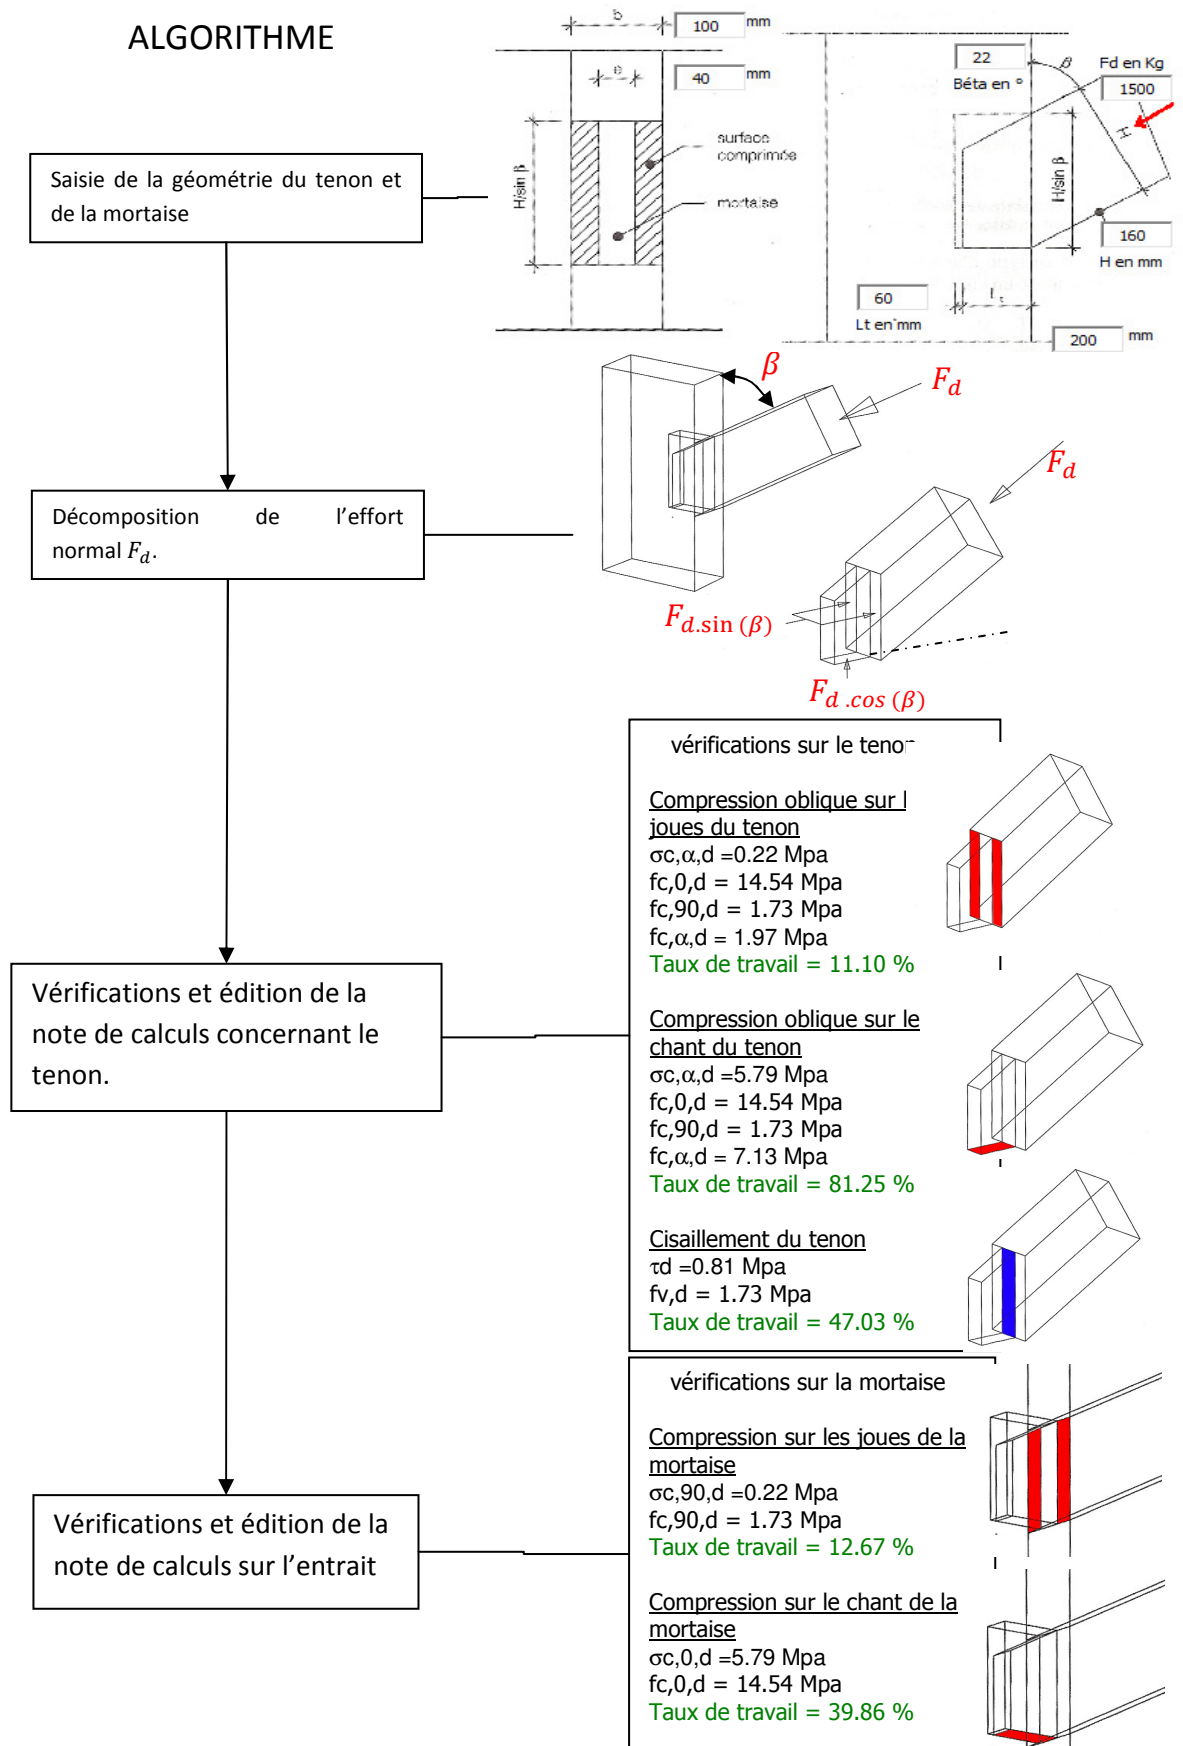 ALGORITHME
b
100 mm
e
40 mm
H/sin β
surface
comprimée
mortaise
22
Béta en °
β
Fd en Kg
1500
H
H/sin β
160
H en mm
60
Lt en mm
200 mm
Saisie de la géométrie du tenon et
de la mortaise
β
F_d
Décomposition de l'effort
normal F_d.
F_d
F_d.sin (β)
F_d .cos (β)
vérifications sur le tenon
Compression oblique sur l
joues du tenon
σc,α,d =0.22 Mpa
fc,0,d = 14.54 Mpa
fc,90,d = 1.73 Mpa
fc,α,d = 1.97 Mpa
Taux de travail = 11.10 %
Compression oblique sur le
chant du tenon
σc,α,d =5.79 Mpa
fc,0,d = 14.54 Mpa
fc,90,d = 1.73 Mpa
fc,α,d = 7.13 Mpa
Taux de travail = 81.25 %
Cisaillement du tenon
τd =0.81 Mpa
fv,d = 1.73 Mpa
Taux de travail = 47.03 %
Vérifications et édition de la
note de calculs concernant le
tenon.
vérifications sur la mortaise
Compression sur les joues de la
mortaise
σc,90,d =0.22 Mpa
fc,90,d = 1.73 Mpa
Taux de travail = 12.67 %
Compression sur le chant de la
mortaise
σc,0,d =5.79 Mpa
fc,0,d = 14.54 Mpa
Taux de travail = 39.86 %
Vérifications et édition de la
note de calculs sur l'entrait